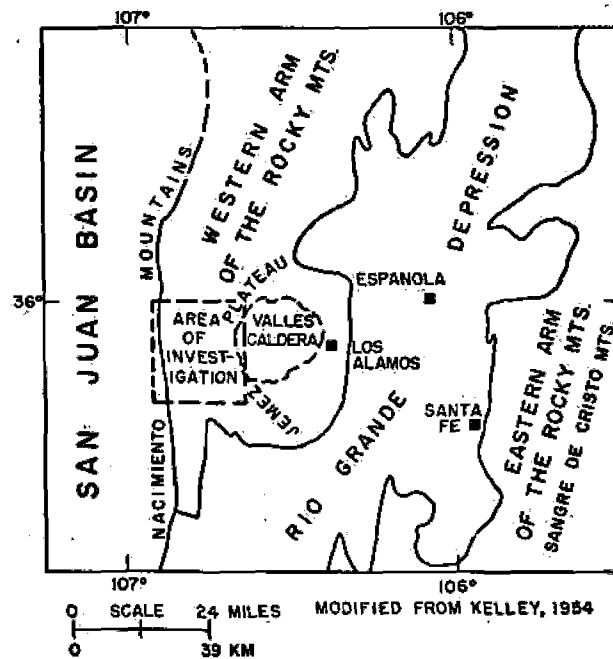 107°
106°
SAN JUAN BASIN
NACIMIENTO MOUNTAINS
WESTERN ARM
OF THE ROCKY MTS.
DEPRESSION
RIO GRANDE
36°
ESPANOLA
JEMEZ PLATEAU
VALLES
CALDERA
AREA
OF
INVEST-
IGATION
LOS
ALAMOS
SANTA
FE
EASTERN ARM
OF THE ROCKY MTS.
SANGRE DE CRISTO MTS.
107°
106°
0 SCALE 24 MILES
0 39 KM
MODIFIED FROM KELLEY, 1954